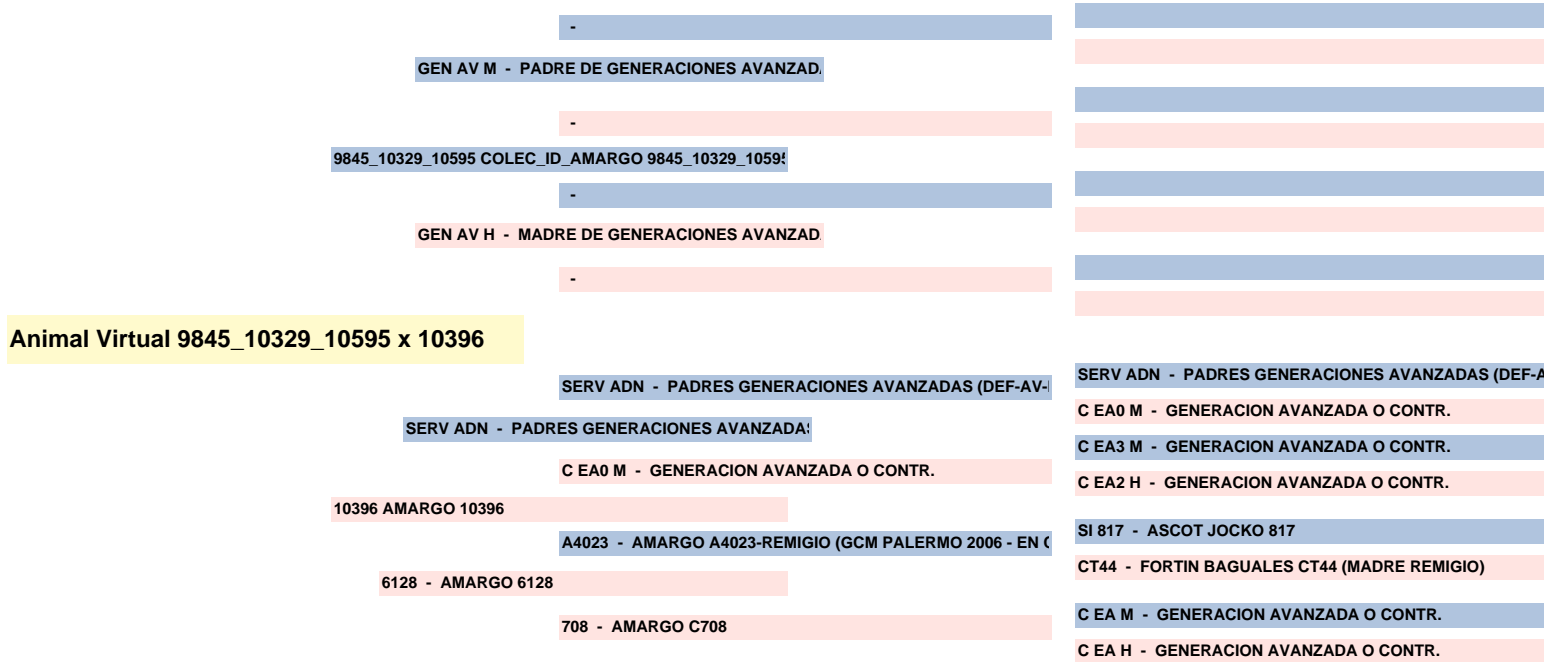 -
GEN AV M - PADRE DE GENERACIONES AVANZAD
-
9845_10329_10595 COLEC_ID_AMARGO 9845_10329_1059
-
GEN AV H - MADRE DE GENERACIONES AVANZAD
-
Animal Virtual 9845_10329_10595 x 10396
SERV ADN - PADRES GENERACIONES AVANZADAS (DEF-A
SERV ADN - PADRES GENERACIONES AVANZADAS (DEF-AV-
C EA0 M - GENERACION AVANZADA O CONTR.
SERV ADN - PADRES GENERACIONES AVANZADA
C EA3 M - GENERACION AVANZADA O CONTR.
C EA0 M - GENERACION AVANZADA O CONTR.
C EA2 H - GENERACION AVANZADA O CONTR.
10396 AMARGO 10396
SI 817 - ASCOT JOCKO 817
A4023 - AMARGO A4023-REMIGIO (GCM PALERMO 2006 - EN
CT44 - FORTIN BAGUALES CT44 (MADRE REMIGIO)
6128 - AMARGO 6128
C EA M - GENERACION AVANZADA O CONTR.
708 - AMARGO C708
C EA H - GENERACION AVANZADA O CONTR.